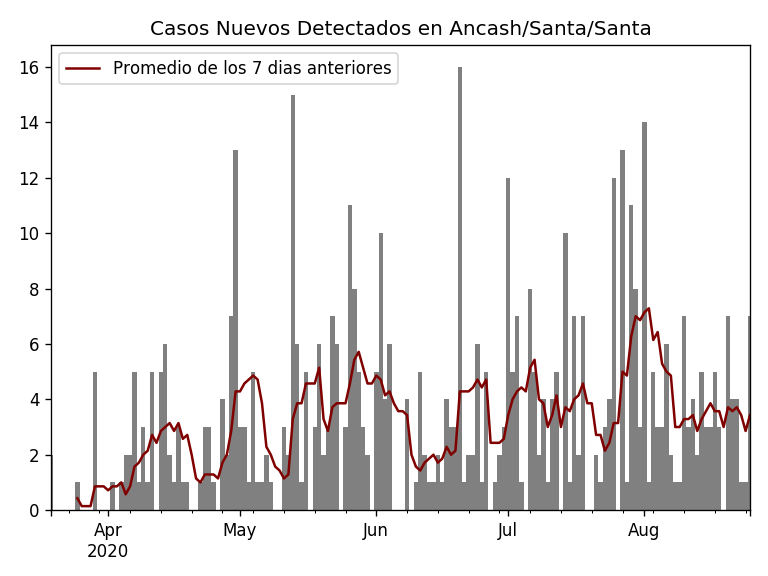 Casos Nuevos Detectados en Ancash/Santa/Santa
Promedio de los 7 dias anteriores
16
14
12
10
8
6
4
2
0
Apr
2020
May
Jun
Jul
Aug